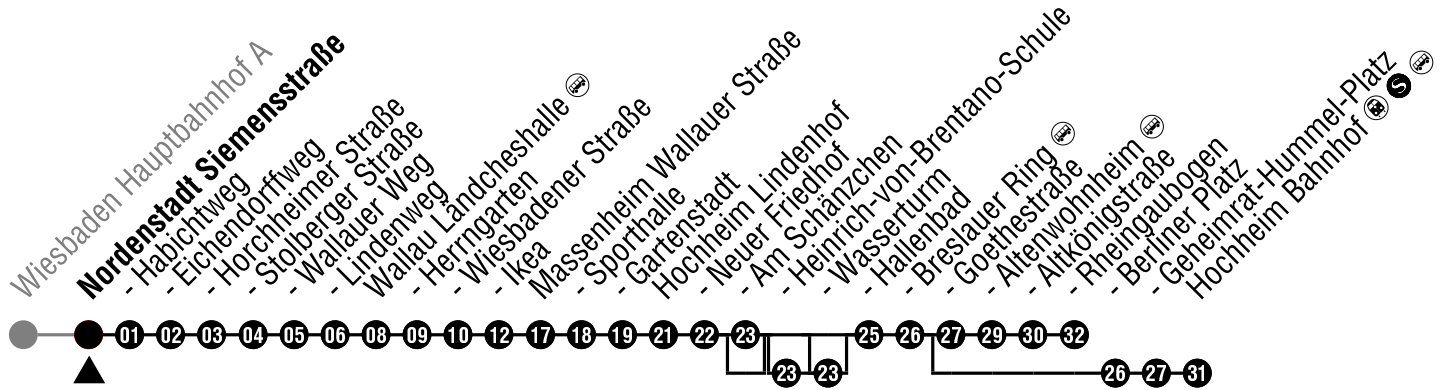 Wiesbaden Hauptbahnhof A
Nordenstadt Siemensstraße
- Habichtweg
- Eichendorffweg
- Horchheimer Straße
- Stolberger Straße
- Wallauer Weg
- Lindenweg
Wallau Ländcheshalle
- Herrngarten
- Wiesbadener Straße
- Ikea
Massenheim Wallauer Straße
- Sporthalle
- Gartenstadt
Hochheim Lindenhof
- Neuer Friedhof
- Am Schänzchen
- Heinrich-von-Brentano-Schule
- Wasserturm
- Hallenbad
- Breslauer Ring
- Goethestraße
- Altenwohnheim
- Altkönigstraße
- Rheingaubogen
- Berliner Platz
- Geheimrat-Hummel-Platz
Hochheim Bahnhof S
01 02 03 04 05 06 08 09 10 12 17 18 19 21 22 23 25 26 27 29 30 32
23 23 26 27 31